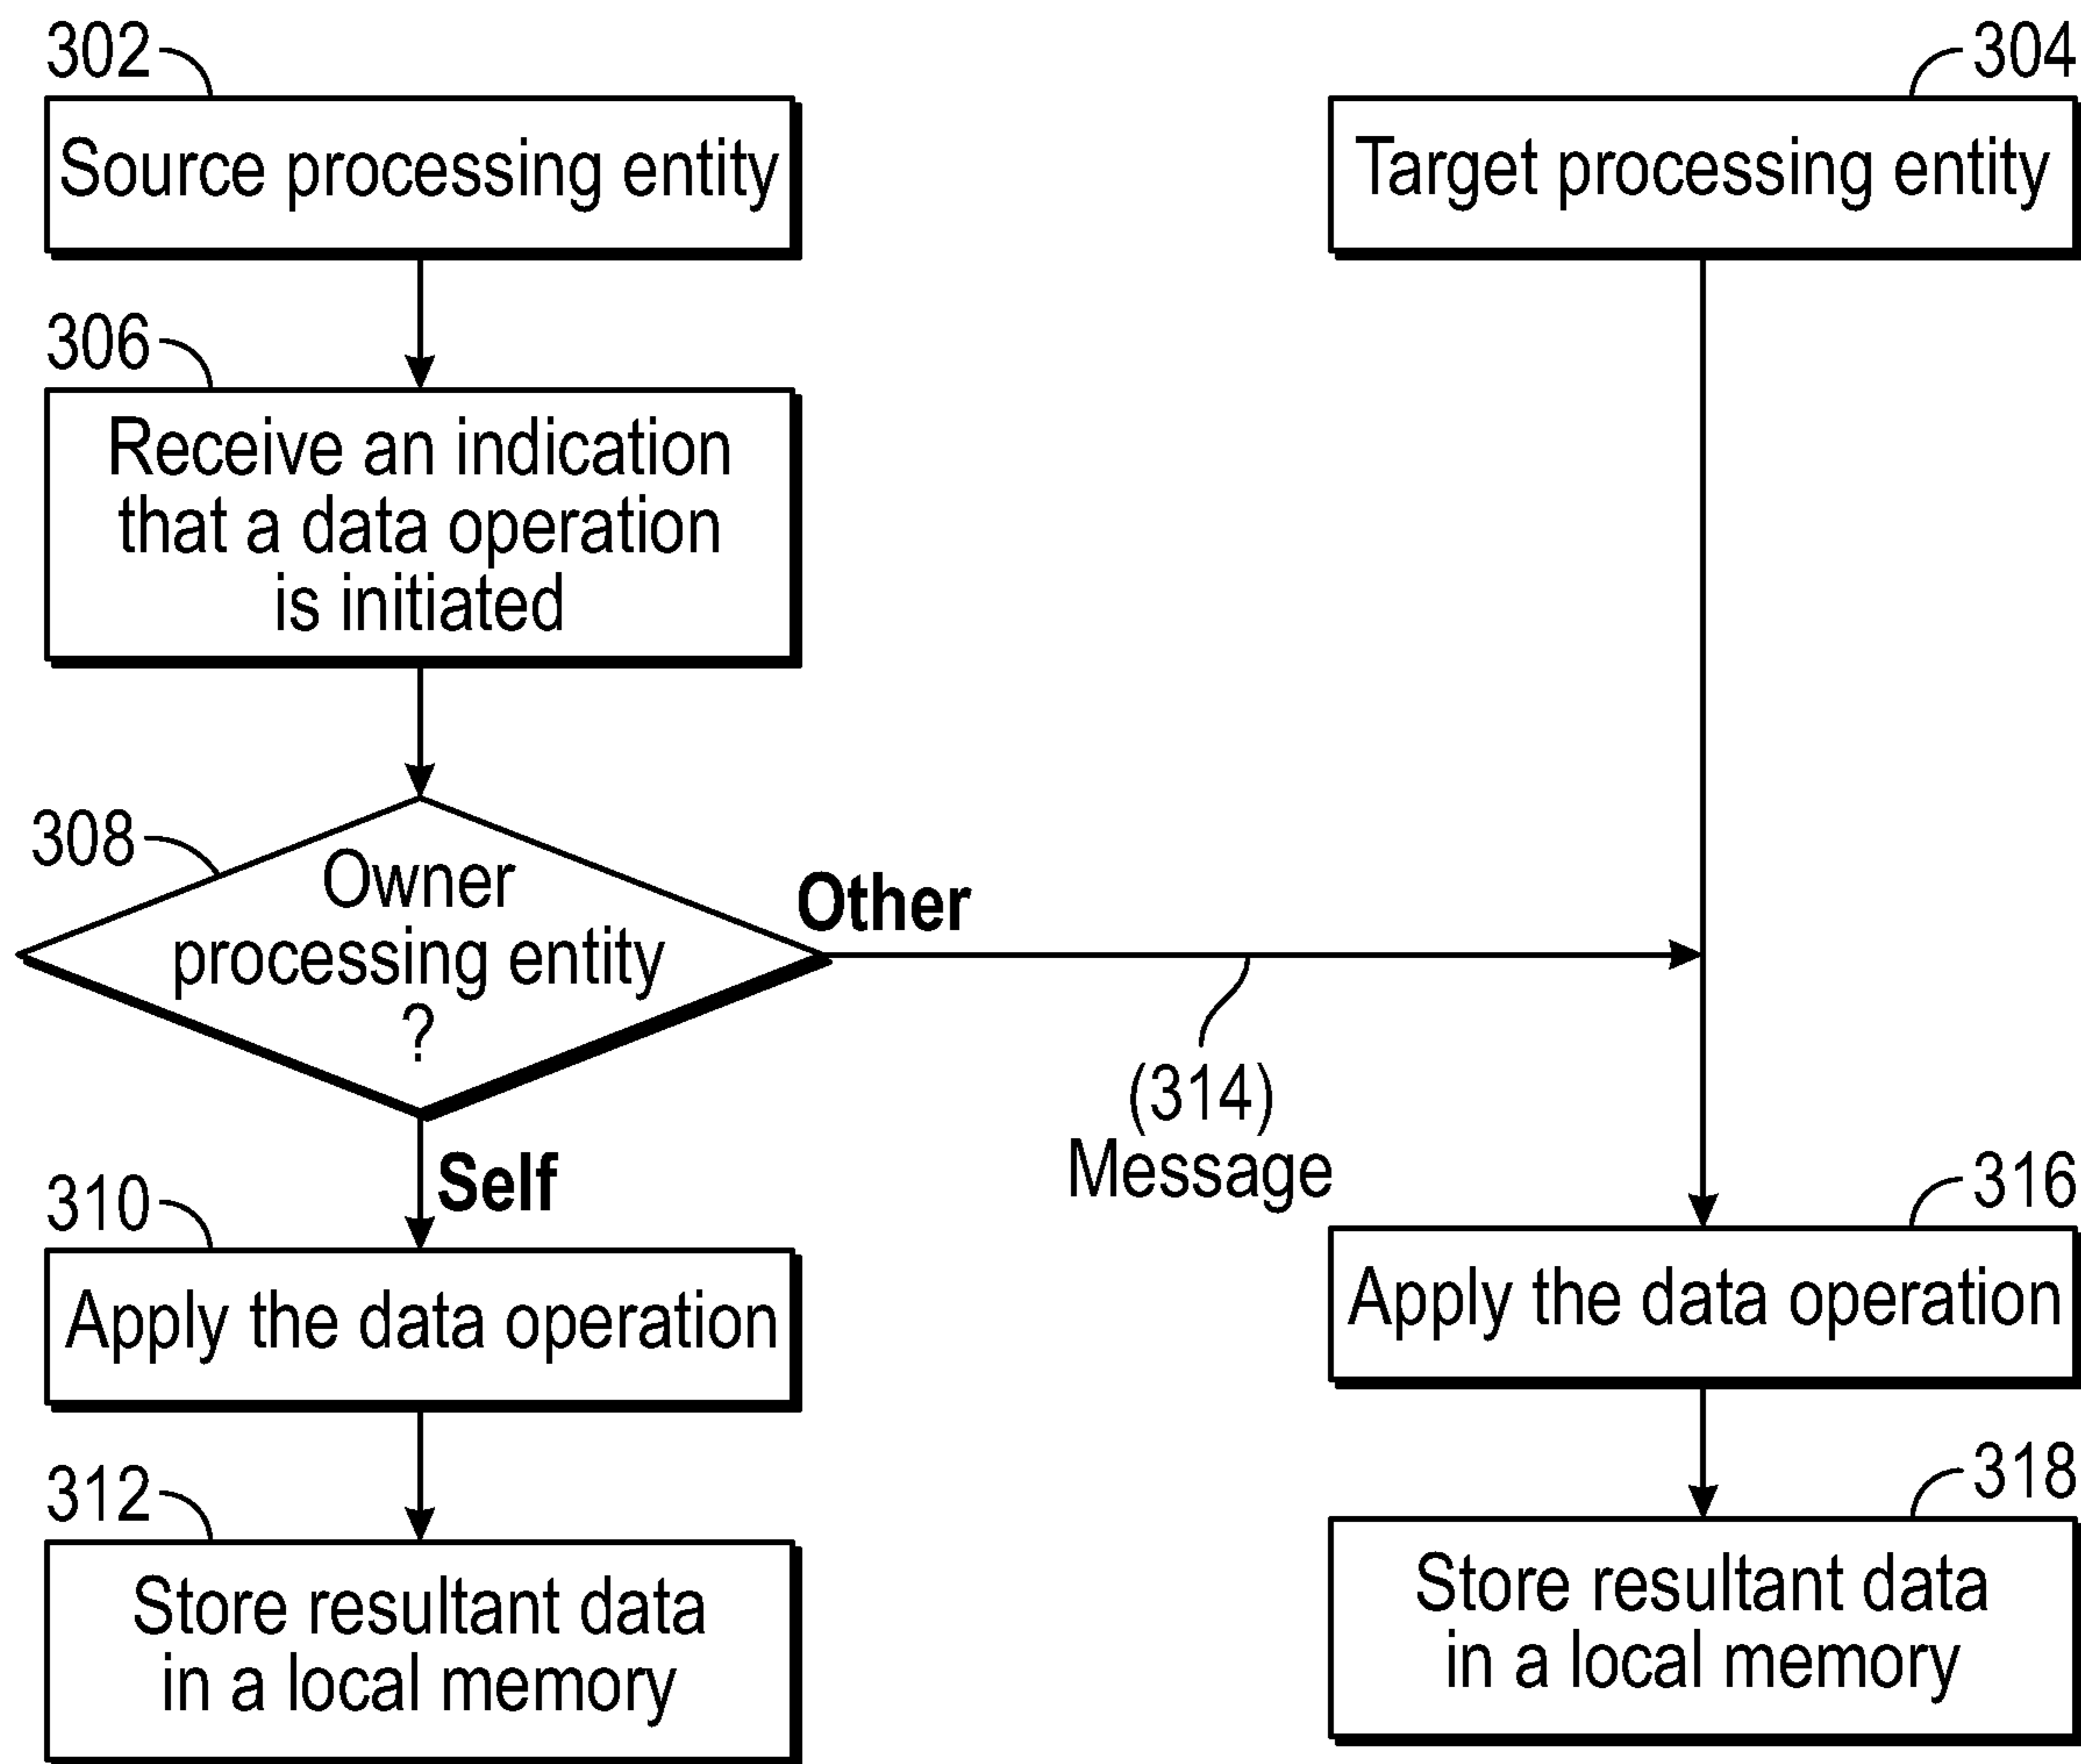 302
304
Source processing entity
Target processing entity
306
Receive an indication
that a data operation
is initiated
308
Owner
processing entity
?
Other
(314)
Message
Self
310
Apply the data operation
316
Apply the data operation
312
Store resultant data
in a local memory
318
Store resultant data
in a local memory